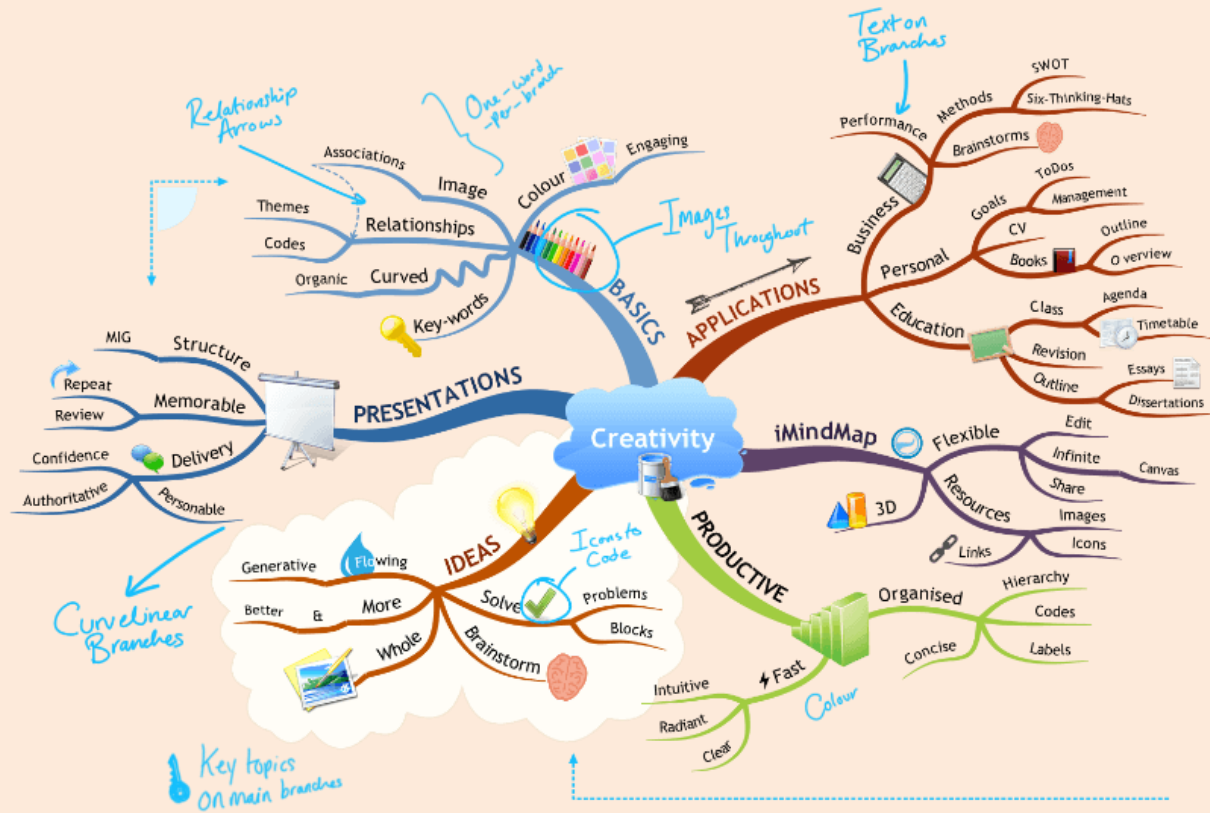 Creativity
BASICS
Colour
Engaging
Image
Associations
Relationships
Themes
Codes
Curved
Organic
Key-words
APPLICATIONS
Business
Performance
Methods
SWOT
Six-Thinking-Hats
Brainstorms
Personal
Goals
ToDos
Management
CV
Books
Outline
Overview
Education
Class
Agenda
Timetable
Revision
Outline
Essays
Dissertations
iMindMap
Flexible
Edit
Infinite
Canvas
Share
Resources
Images
Icons
Links
3D
PRODUCTIVE
Organised
Hierarchy
Codes
Labels
Concise
Fast
Intuitive
Radiant
Clear
IDEAS
Flowing
Generative
More
&
Better
Whole
Solve
Problems
Blocks
Brainstorm
PRESENTATIONS
Structure
MIG
Memorable
Repeat
Review
Delivery
Confidence
Authoritative
Personable
Relationship
Arrows
One-word
-per-branch
Text on
Branches
Images
Throughout
Icons to
Code
Curvelinear
Branches
Colour
Key topics
on main branches